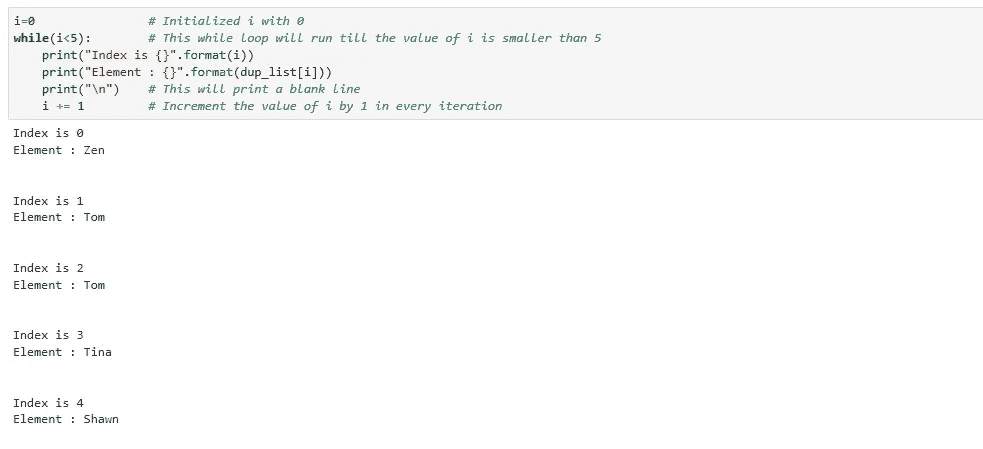 i=0 # Initialized i with 0
while(i<5): # This while loop will run till the value of i is smaller than 5
print("Index is {}".format(i))
print("Element : {}".format(dup_list[i]))
print("\n") # This will print a blank line
i += 1 # Increment the value of i by 1 in every iteration
Index is 0
Element : Zen
Index is 1
Element : Tom
Index is 2
Element : Tom
Index is 3
Element : Tina
Index is 4
Element : Shawn